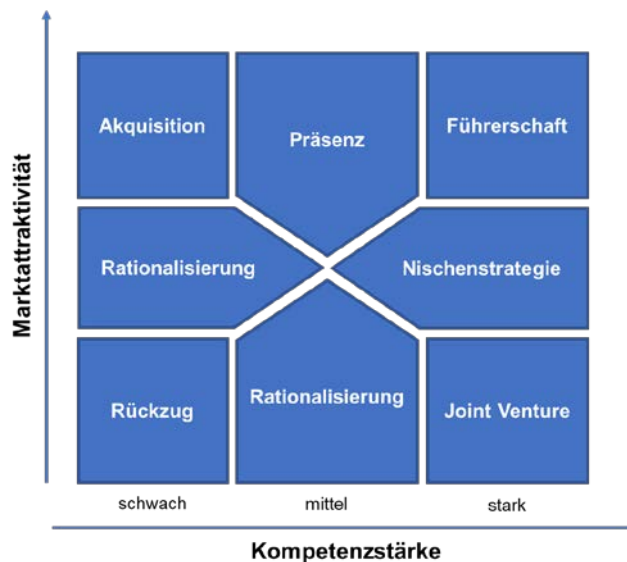 Marktattraktivität
Akquisition
Präsenz
Führerschaft
Rationalisierung
Nischenstrategie
Rückzug
Rationalisierung
Joint Venture
schwach
mittel
stark
Kompetenzstärke